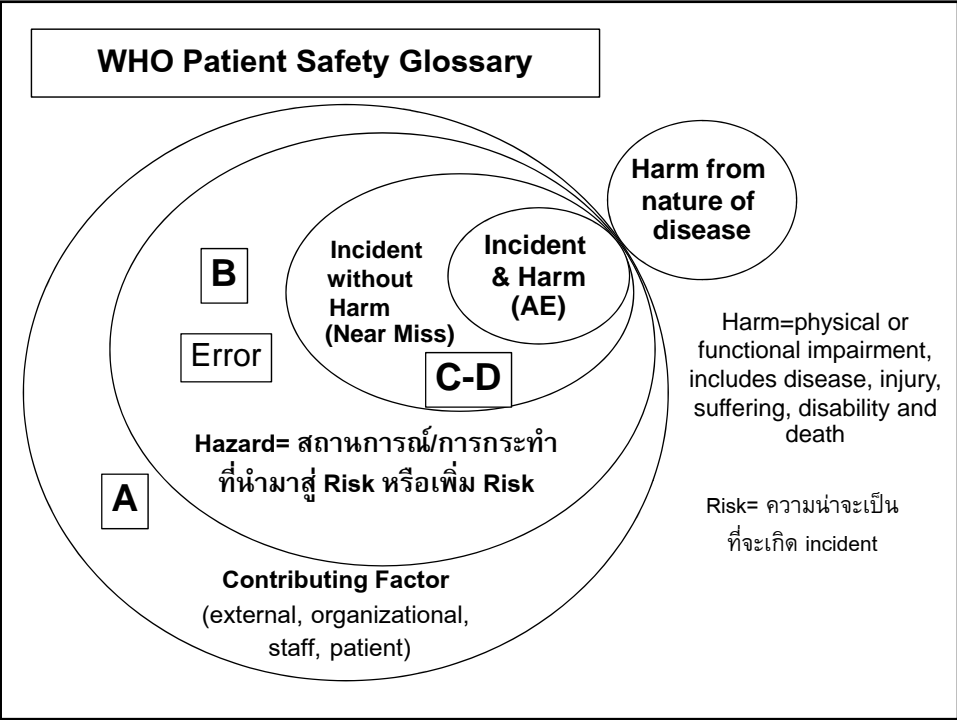 WHO Patient Safety Glossary
Harm from
nature of
disease
Incident
& Harm
(AE)
Incident
without
Harm
(Near Miss)
B
Error
C-D
Harm=physical or
functional impairment,
includes disease, injury,
suffering, disability and
death
Hazard= สถานการณ์/การกระทำ
ที่นำมาสู่ Risk หรือเพิ่ม Risk
A
Risk= ความน่าจะเป็น
ที่จะเกิด incident
Contributing Factor
(external, organizational,
staff, patient)